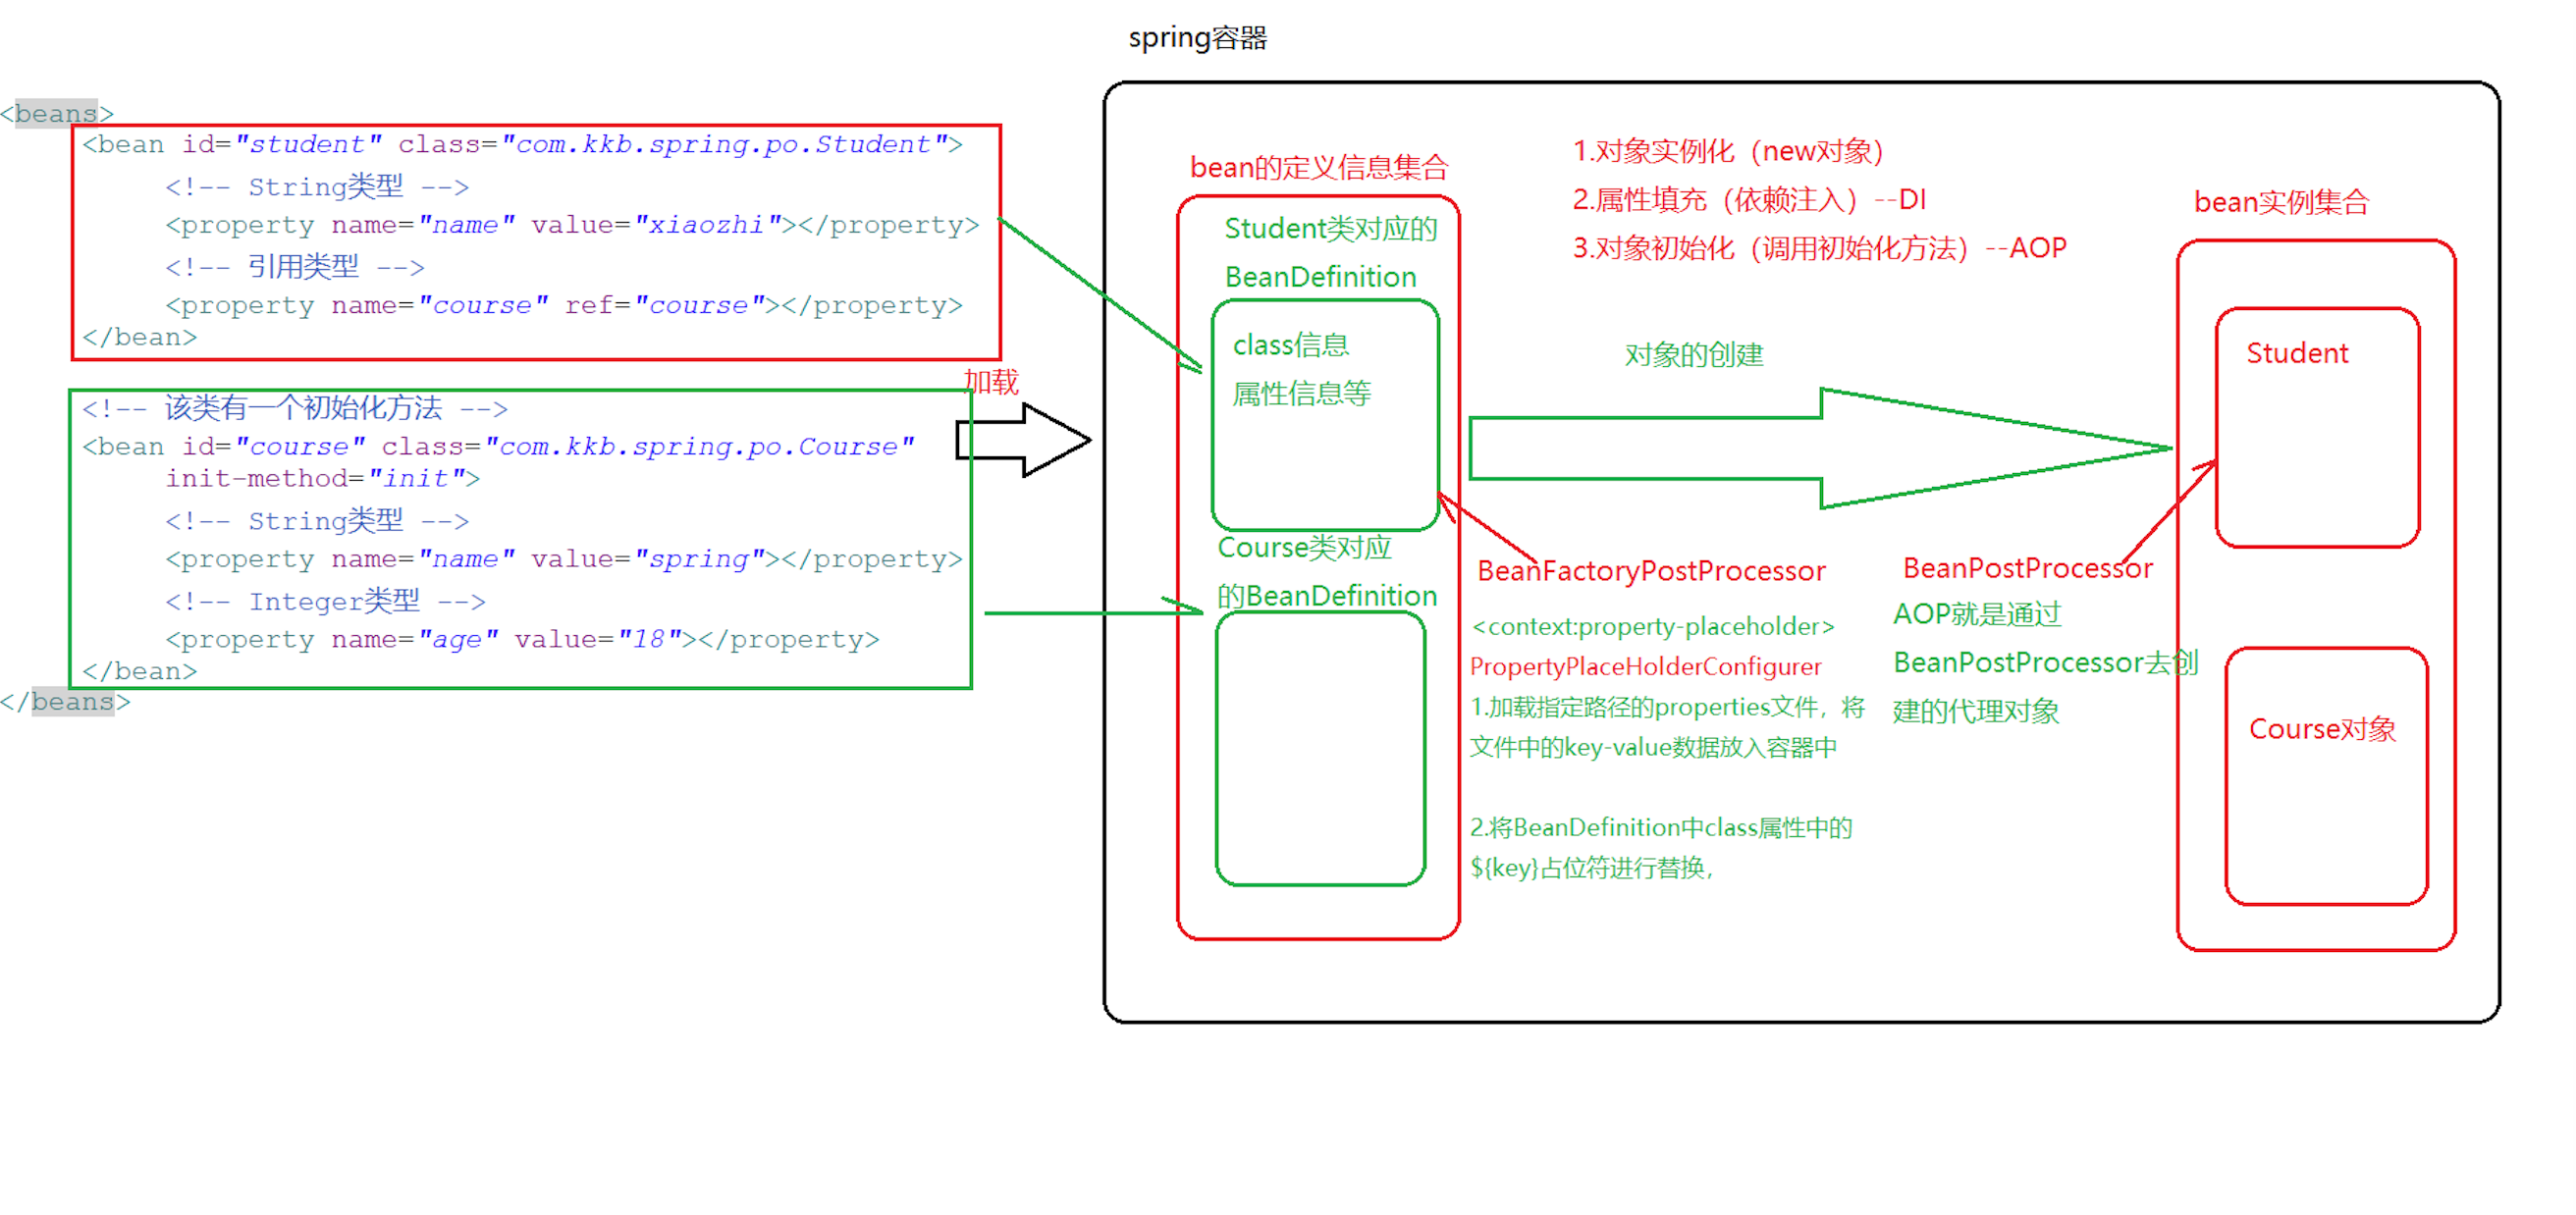 spring容器
<beans>
<bean id="student" class="com.kkb.spring.po.Student">
<!-- String类型 -->
<property name="name" value="xiaozhi"></property>
<!-- 引用类型 -->
<property name="course" ref="course"></property>
</bean>
加载
<!-- 该类有一个初始化方法 -->
<bean id="course" class="com.kkb.spring.po.Course"
init-method="init">
<!-- String类型 -->
<property name="name" value="spring"></property>
<!-- Integer类型 -->
<property name="age" value="18"></property>
</bean>
</beans>
bean的定义信息集合
Student类对应的
BeanDefinition
class信息
属性信息等
Course类对应
的BeanDefinition
1.对象实例化（new对象）
2.属性填充（依赖注入）--DI
3.对象初始化（调用初始化方法）--AOP
对象的创建
BeanFactoryPostProcessor
<context:property-placeholder>
PropertyPlaceHolderConfigurer
1.加载指定路径的properties文件，将
文件中的key-value数据放入容器中
2.将BeanDefinition中class属性中的
${key}占位符进行替换，
BeanPostProcessor
AOP就是通过
BeanPostProcessor去创
建的代理对象
bean实例集合
Student
Course对象